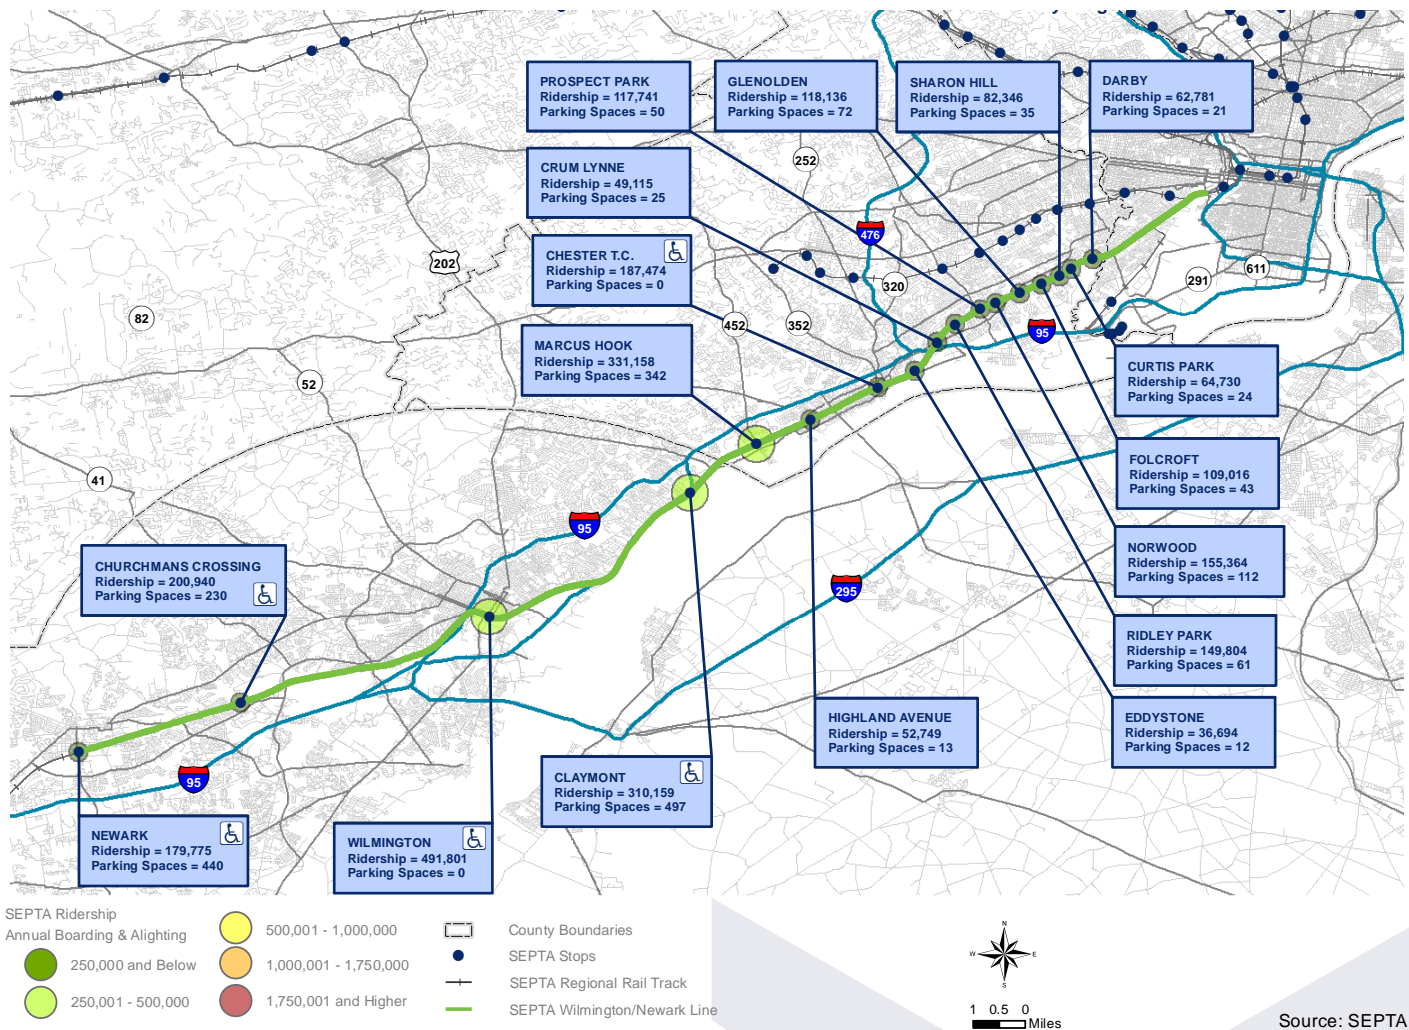 PROSPECT PARK
Ridership = 117,741
Parking Spaces = 50
GLENOLDEN
Ridership = 118,136
Parking Spaces = 72
SHARON HILL
Ridership = 82,346
Parking Spaces = 35
DARBY
Ridership = 62,781
Parking Spaces = 21
CRUM LYNNE
Ridership = 49,115
Parking Spaces = 25
CHESTER T.C.
Ridership = 187,474
Parking Spaces = 0
MARCUS HOOK
Ridership = 331,158
Parking Spaces = 342
252
476
202
320
291
611
82
452
352
95
52
41
95
295
95
CURTIS PARK
Ridership = 64,730
Parking Spaces = 24
FOLCROFT
Ridership = 109,016
Parking Spaces = 43
NORWOOD
Ridership = 155,364
Parking Spaces = 112
RIDLEY PARK
Ridership = 149,804
Parking Spaces = 61
EDDYSTONE
Ridership = 36,694
Parking Spaces = 12
CHURCHMANS CROSSING
Ridership = 200,940
Parking Spaces = 230
HIGHLAND AVENUE
Ridership = 52,749
Parking Spaces = 13
CLAYMONT
Ridership = 310,159
Parking Spaces = 497
NEWARK
Ridership = 179,775
Parking Spaces = 440
WILMINGTON
Ridership = 491,801
Parking Spaces = 0
SEPTA Ridership
Annual Boarding & Alighting
250,000 and Below
250,001 - 500,000
500,001 - 1,000,000
1,000,001 - 1,750,000
1,750,001 and Higher
County Boundaries
SEPTA Stops
SEPTA Regional Rail Track
SEPTA Wilmington/Newark Line
N
W
E
S
1 0.5 0
Miles
Source: SEPTA